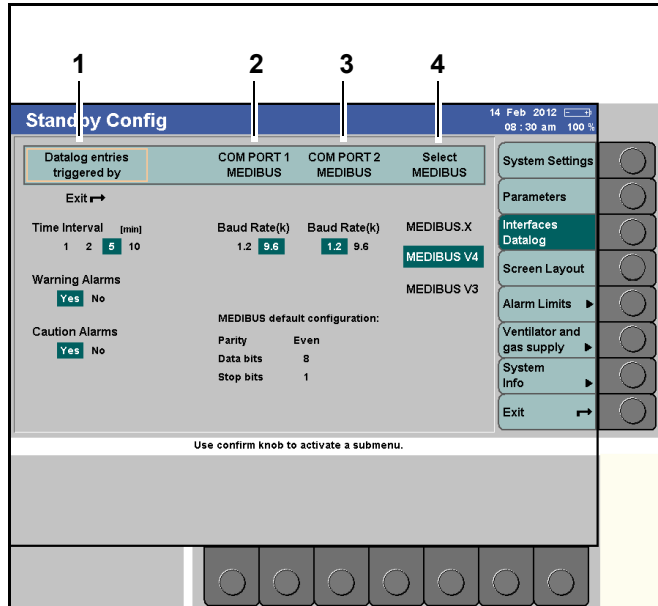 1 2 3 4
Standby Config
14 Feb 2012
08 : 30 am 100 %
Datalog entries
triggered by
COM PORT 1
MEDIBUS
COM PORT 2
MEDIBUS
Select
MEDIBUS
Exit
Time Interval [min]
1 2 5 10
Warning Alarms
Yes No
Caution Alarms
Yes No
Baud Rate(k)
1.2 9.6
Baud Rate(k)
1.2 9.6
MEDIBUS.X
MEDIBUS V4
MEDIBUS V3
MEDIBUS default configuration:
Parity Even
Data bits 8
Stop bits 1
System Settings
Parameters
Interfaces
Datalog
Screen Layout
Alarm Limits
Ventilator and
gas supply
System
Info
Exit
Use confirm knob to activate a submenu.